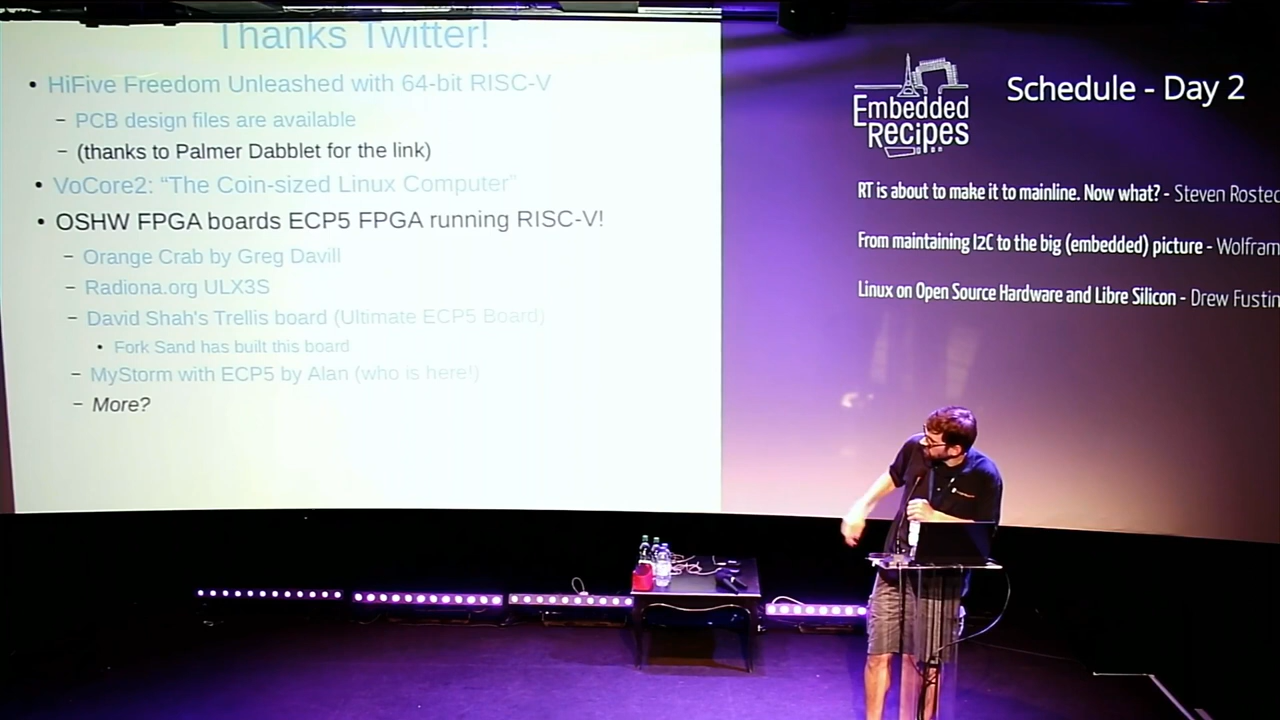 Thanks Twitter!
• HiFive Freedom Unleashed with 64-bit RISC-V
– PCB design files are available
– (thanks to Palmer Dabblet for the link)
• VoCore2: “The Coin-sized Linux Computer”
• OSHW FPGA boards ECP5 FPGA running RISC-V!
– Orange Crab by Greg Davill
– Radiona.org ULX3S
– David Shah's Trellis board (Ultimate ECP5 Board)
• Fork Sand has built this board
– MyStorm with ECP5 by Alan (who is here!)
– More?
Embedded
Recipes
Schedule - Day 2
RT is about to make it to mainline. Now what? - Steven Rosted
From maintaining I2C to the big (embedded) picture - Wolfram
Linux on Open Source Hardware and Libre Silicon - Drew Fustin